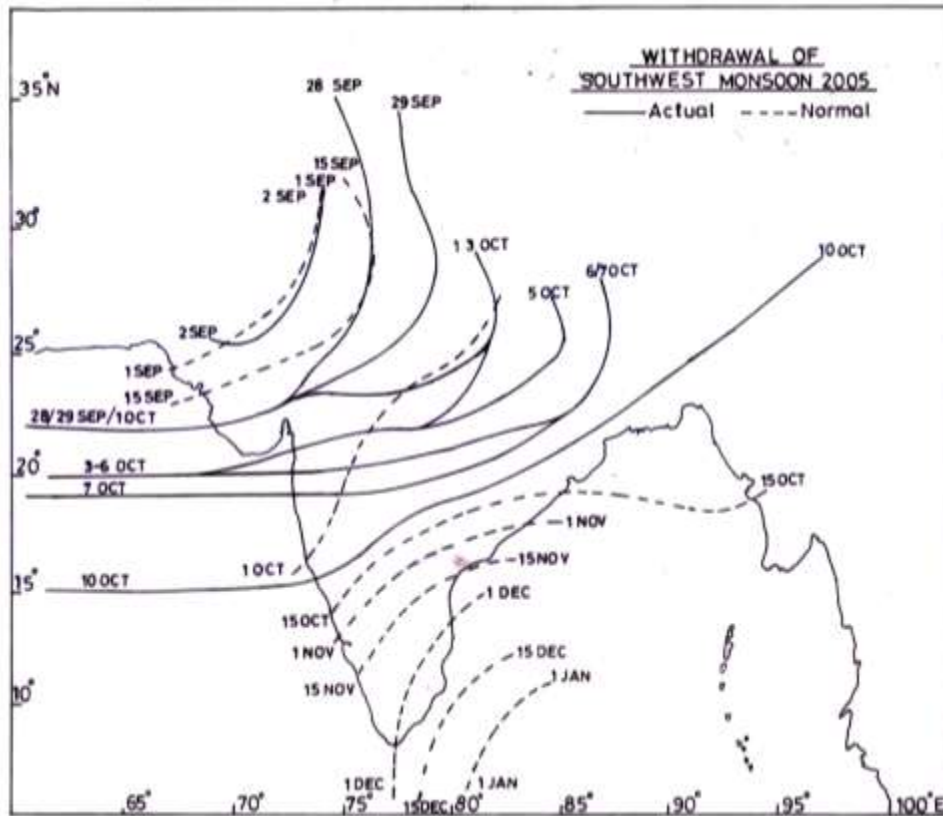 WITHDRAWAL OF
SOUTHWEST MONSOON 2005
Actual Normal
35°N
28 SEP
29 SEP
15 SEP
1 SEP
2 SEP
30°
1 3 OCT
10 OCT
6/7 OCT
5 OCT
2 SEP
25°
1 SEP
15 SEP
28/29 SEP/1 OCT
20°
3-6 OCT
7 OCT
15 OCT
1 NOV
1 OCT
15 NOV
10 OCT
15°
1 DEC
15 OCT
1 NOV
15 DEC
15 NOV
1 JAN
10°
1 DEC
1 JAN
15 DEC
65° 70° 75° 80° 85° 90° 95° 100°E